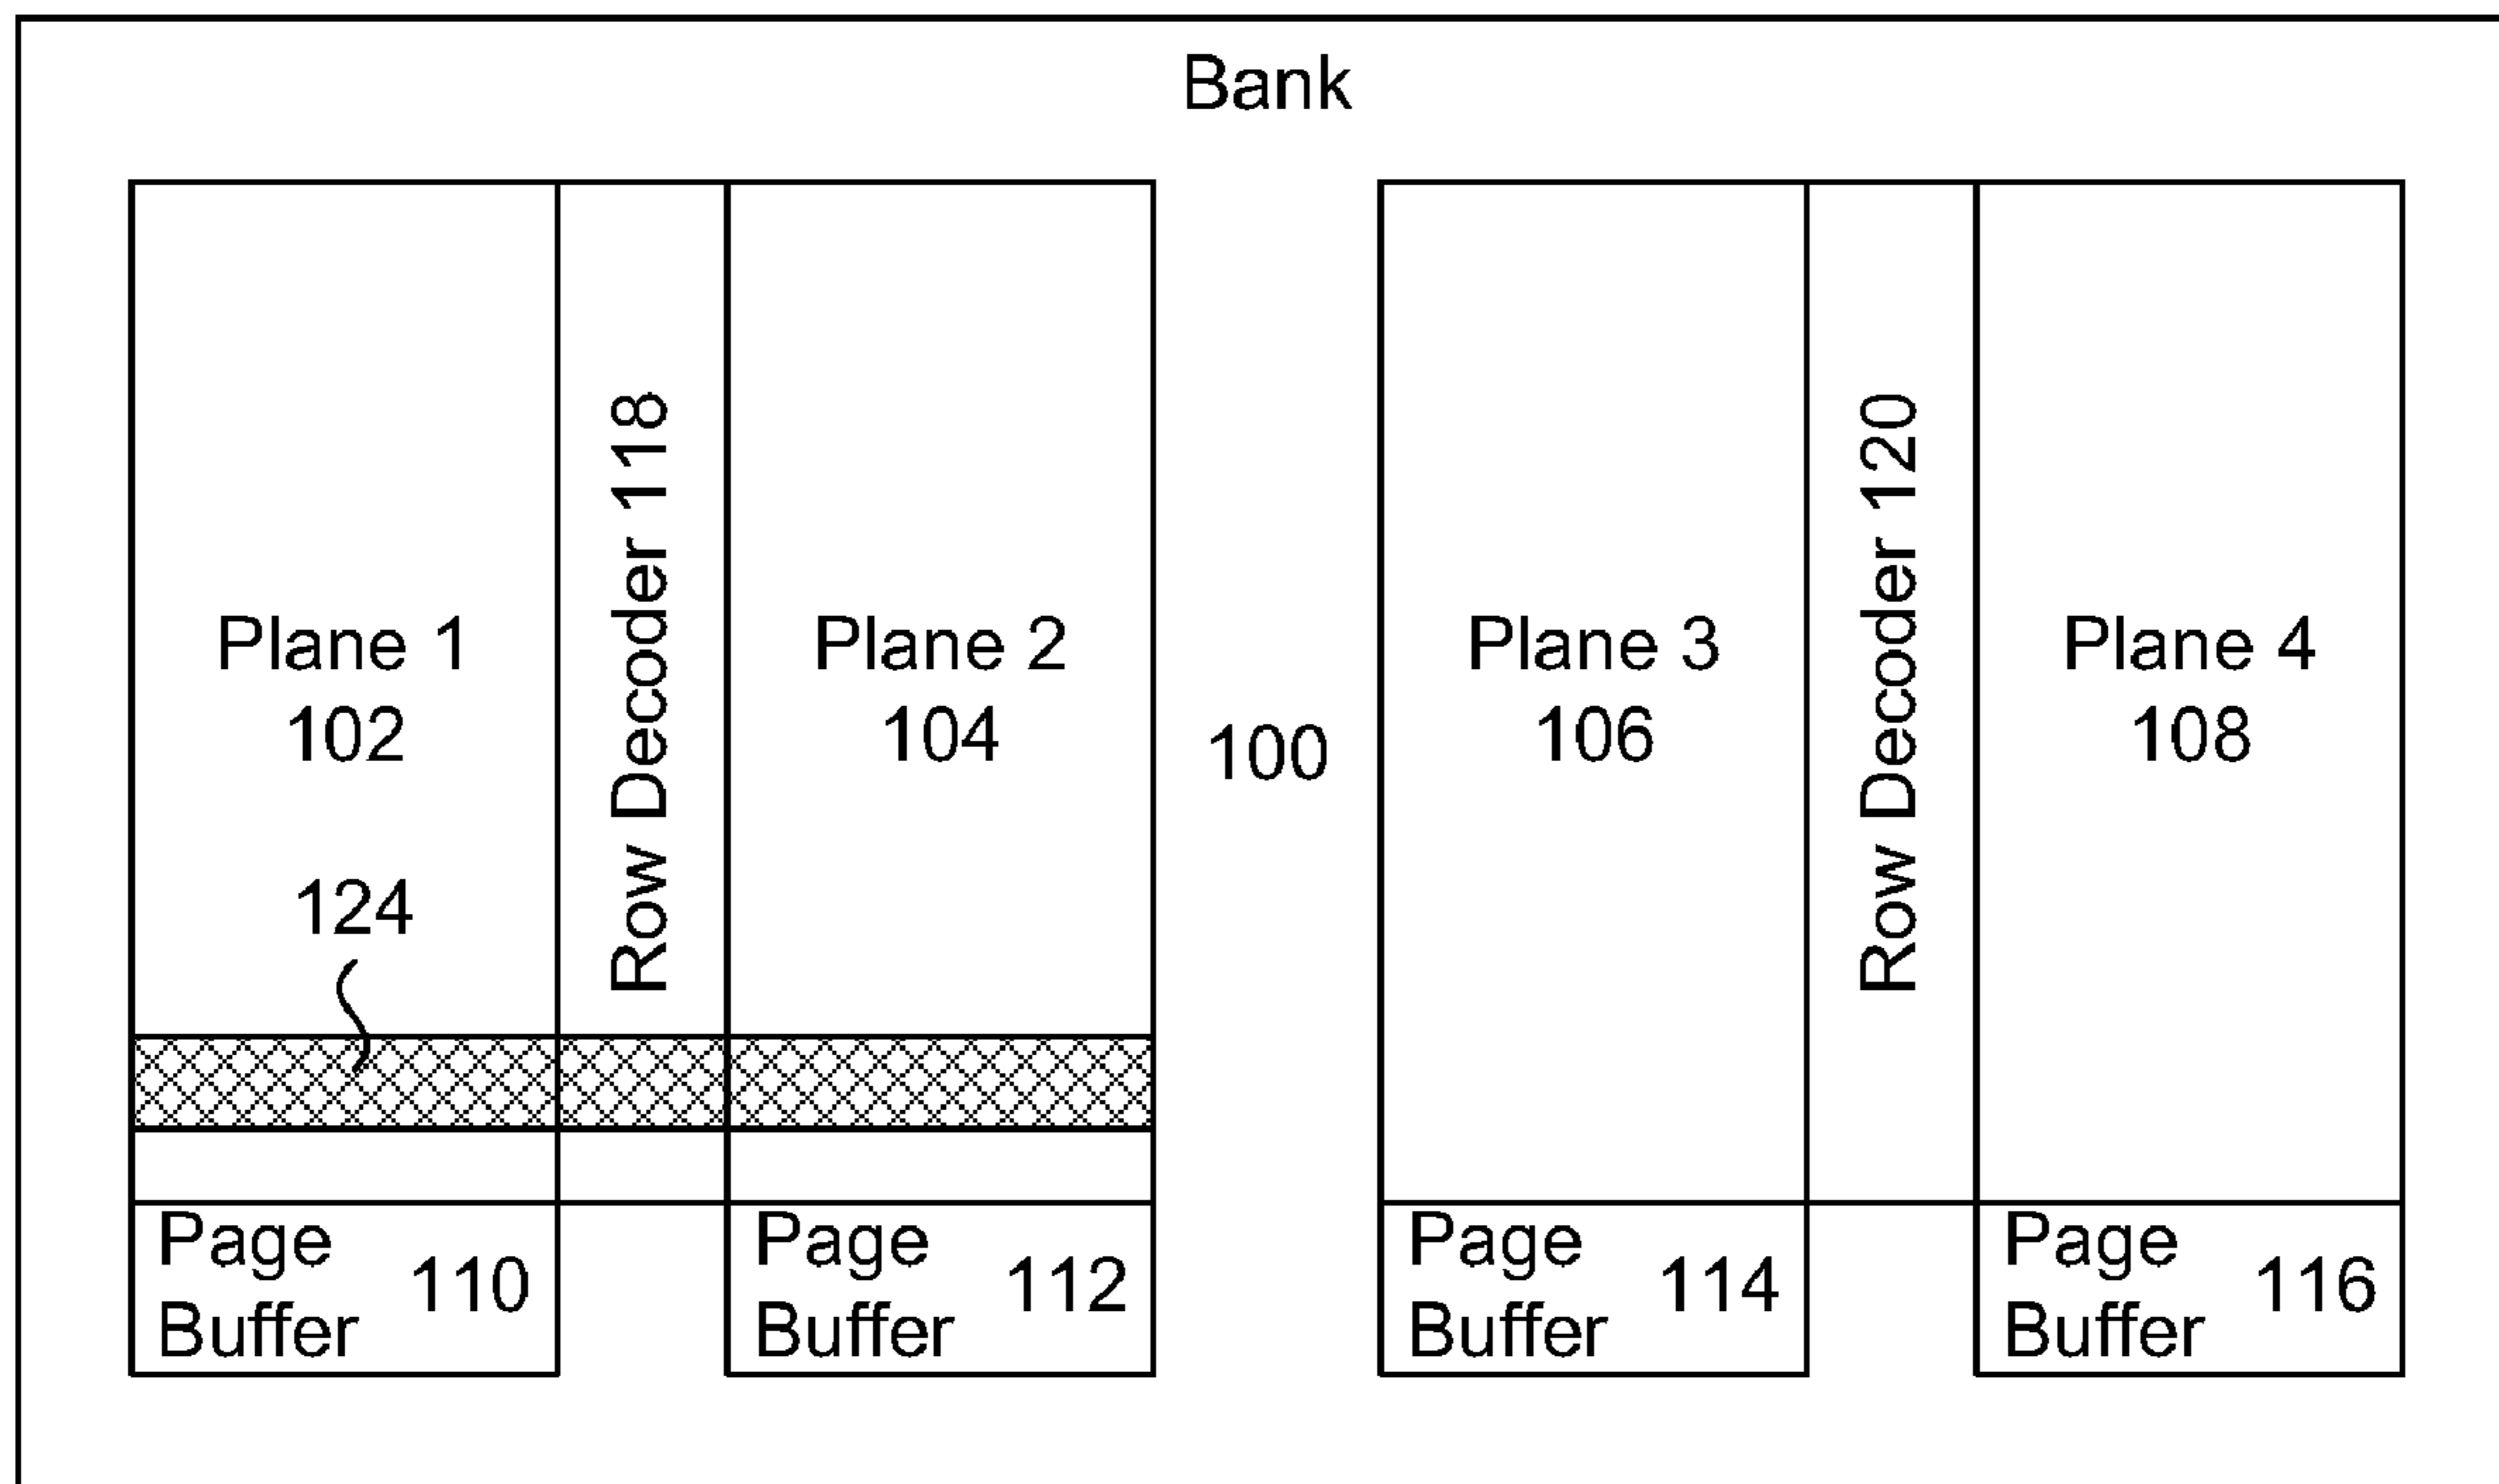 Bank
Plane 1
102
Row Decoder 118
Plane 2
104
100
Plane 3
106
Row Decoder 120
Plane 4
108
124
Page
Buffer
110
Page
Buffer
112
Page
Buffer
114
Page
Buffer
116